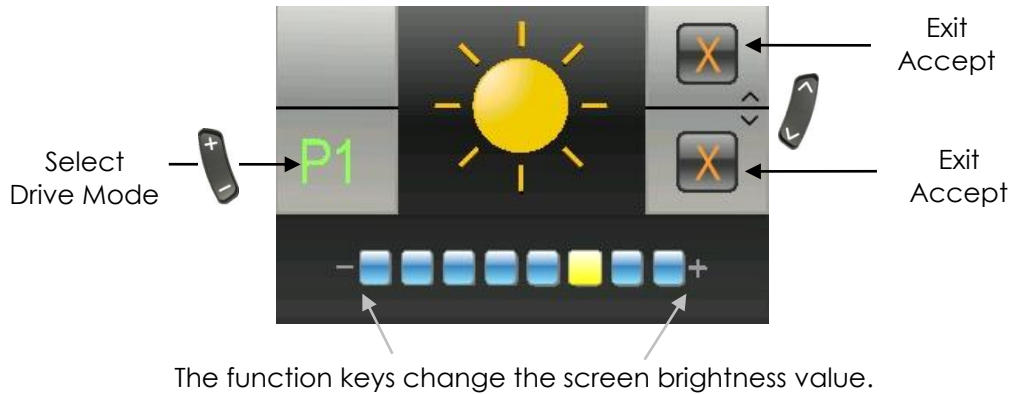 Exit
Accept
X
Select
Drive Mode
+
–
P1
X
Exit
Accept
– +
The function keys change the screen brightness value.